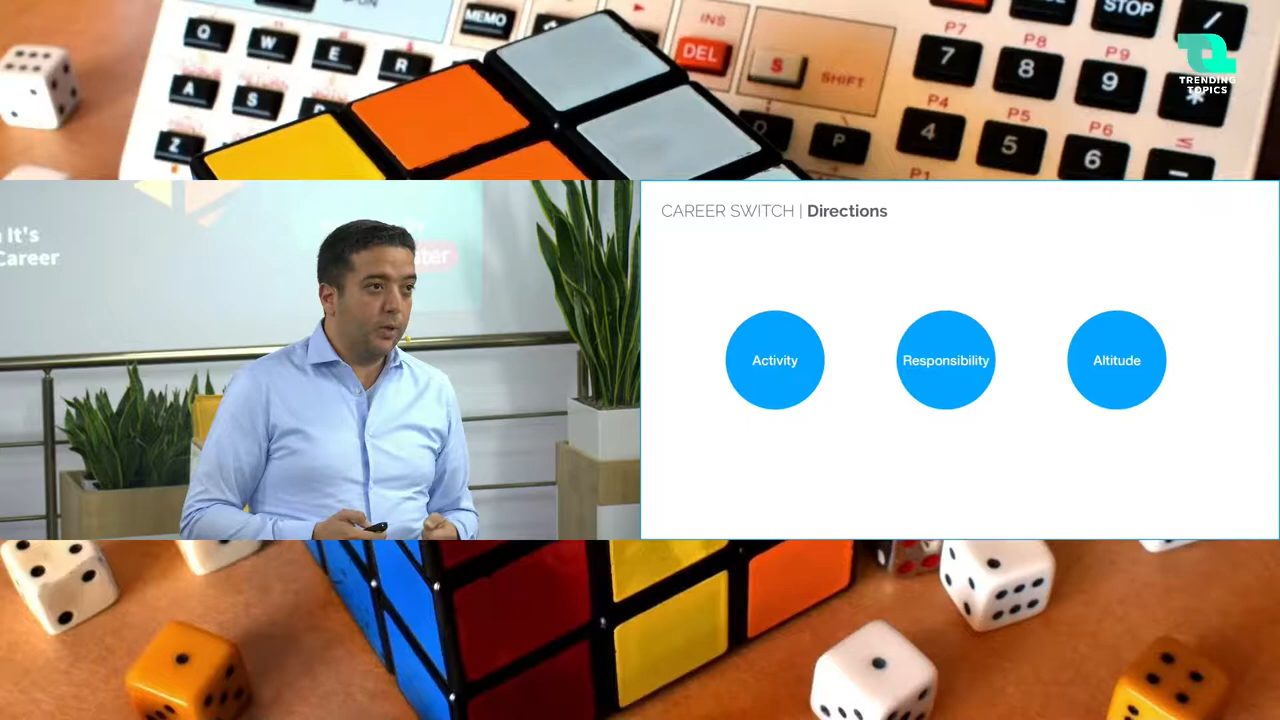 MEMO
INS
DEL
STOP
/
Q
W
E
R
S
SHIFT
P7
P8
P9
7
8
9
*
A
S
P4
P5
P6
4
5
6
Z
P
P1
TRENDING
TOPICS
It's
Career
CAREER SWITCH | Directions
Activity
Responsibility
Altitude